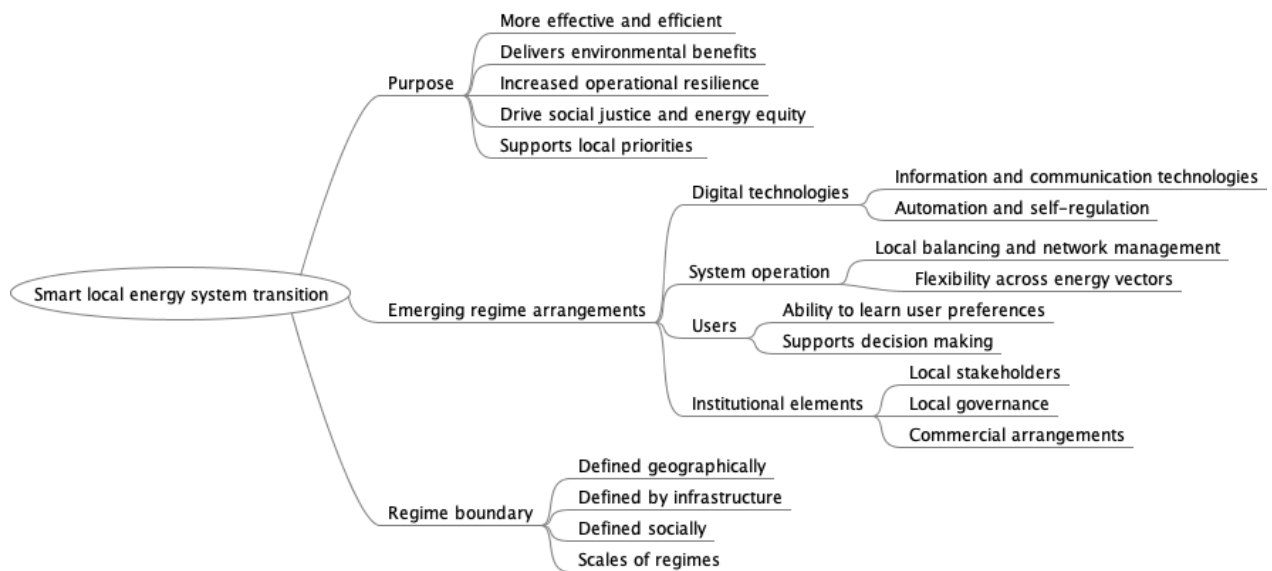 Smart local energy system transition
Purpose
More effective and efficient
Delivers environmental benefits
Increased operational resilience
Drive social justice and energy equity
Supports local priorities
Emerging regime arrangements
Digital technologies
Information and communication technologies
Automation and self-regulation
System operation
Local balancing and network management
Flexibility across energy vectors
Users
Ability to learn user preferences
Supports decision making
Institutional elements
Local stakeholders
Local governance
Commercial arrangements
Regime boundary
Defined geographically
Defined by infrastructure
Defined socially
Scales of regimes